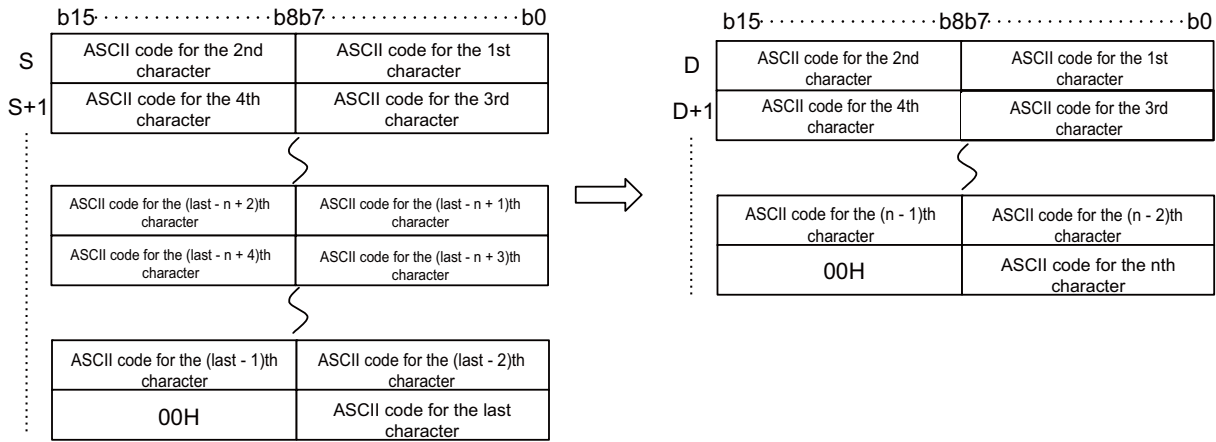 b15··················b8b7··················b0
S
ASCII code for the 2nd
character
ASCII code for the 1st
character
S+1
ASCII code for the 4th
character
ASCII code for the 3rd
character
ASCII code for the (last - n + 2)th
character
ASCII code for the (last - n + 1)th
character
ASCII code for the (last - n + 4)th
character
ASCII code for the (last - n + 3)th
character
ASCII code for the (last - 1)th
character
ASCII code for the (last - 2)th
character
00H
ASCII code for the last
character
b15··················b8b7··················b0
D
ASCII code for the 2nd
character
ASCII code for the 1st
character
D+1
ASCII code for the 4th
character
ASCII code for the 3rd
character
ASCII code for the (n - 1)th
character
ASCII code for the (n - 2)th
character
00H
ASCII code for the nth
character